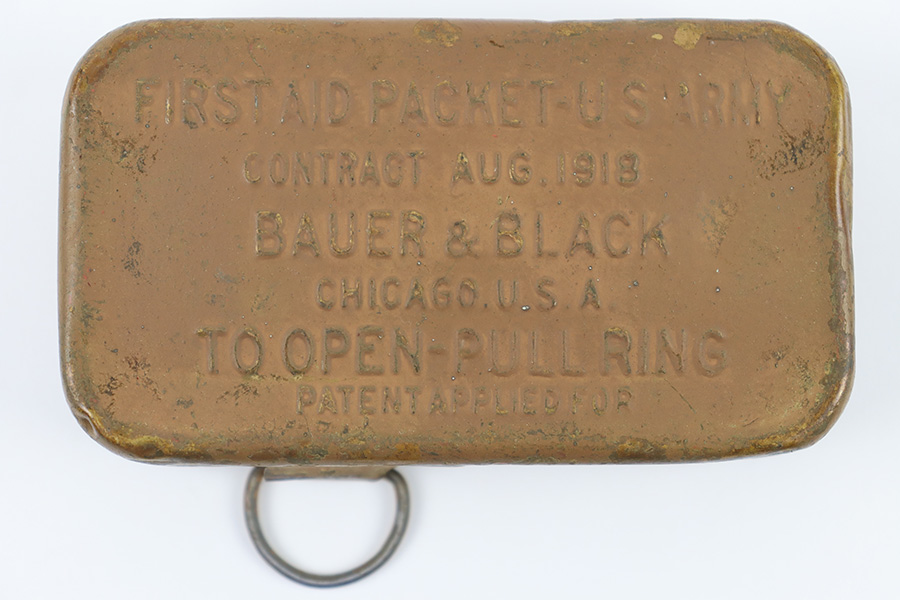 FIRST AID PACKET-U S ARMY
CONTRACT AUG. 1918
BAUER & BLACK
CHICAGO. U. S. A.
TO OPEN-PULL RING
PATENT APPLIED FOR